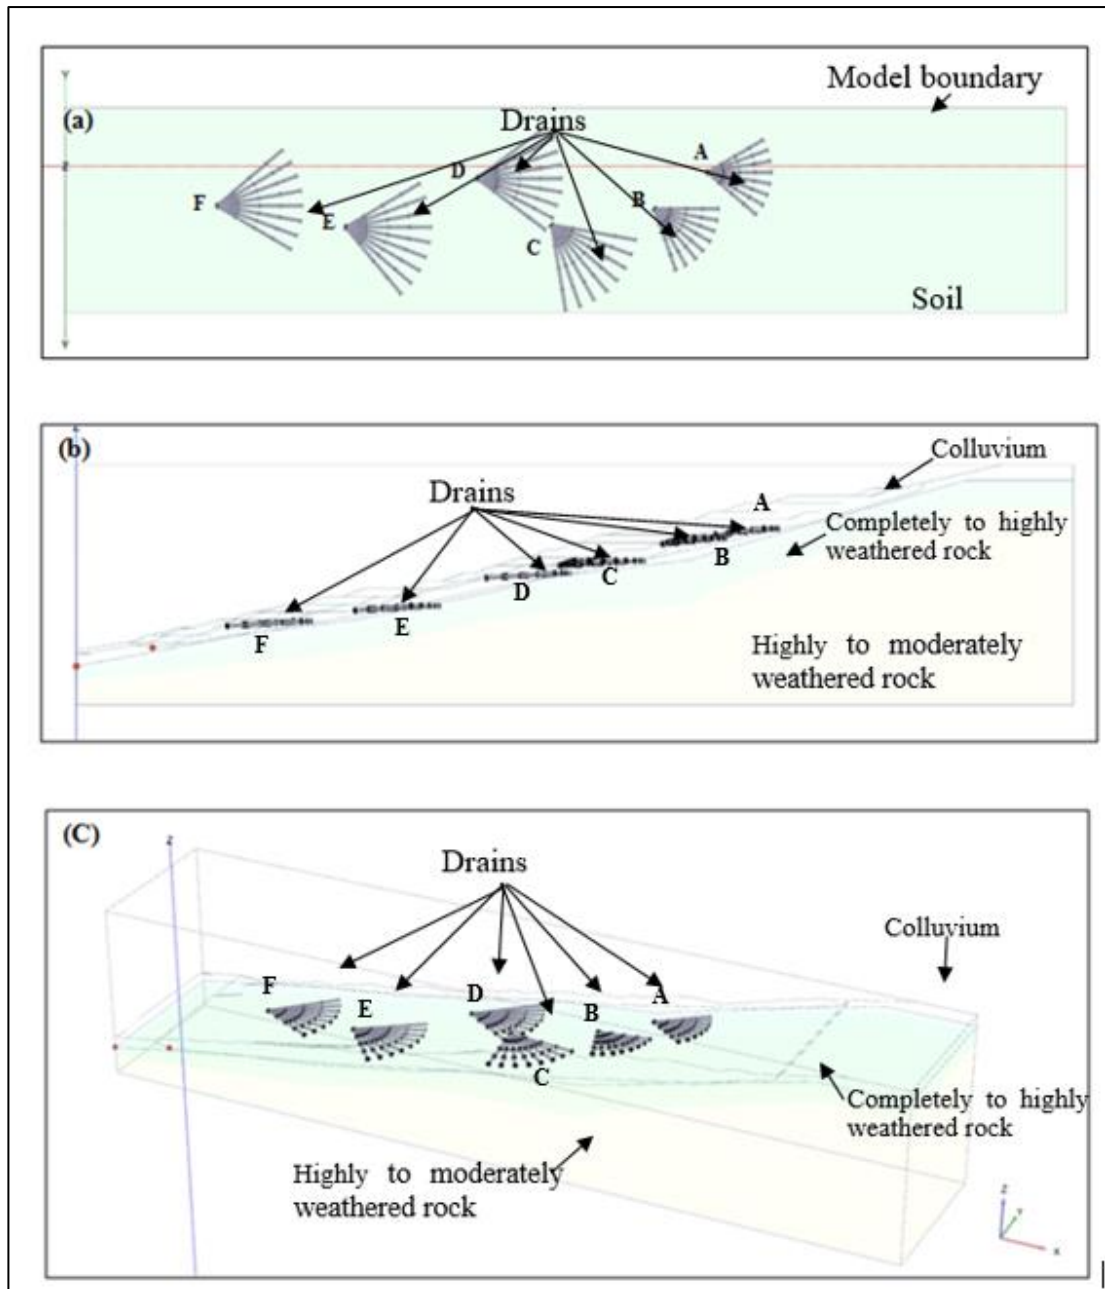 Model boundary
(a)
Drains
D
A
F
E
B
C
Soil
(b)
Colluvium
Drains
A
Completely to highly
weathered rock
B
C
D
E
F
Highly to moderately
weathered rock
(C)
Z
Drains
Colluvium
F
E
D
B
A
C
Completely to highly
weathered rock
Highly to moderately
weathered rock
Z
Y
X